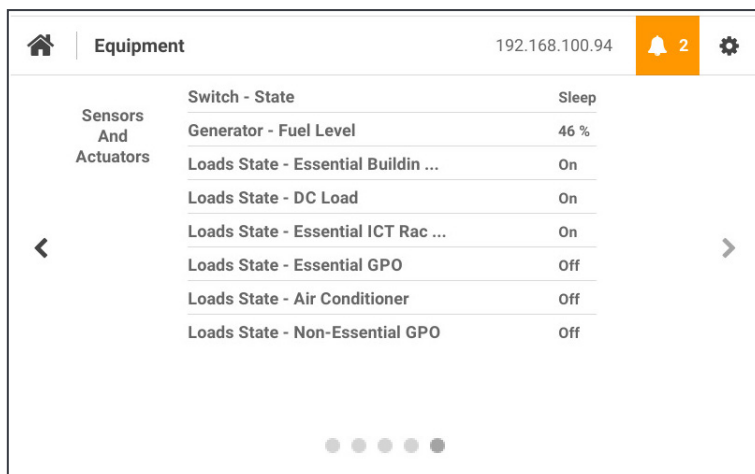 Equipment 192.168.100.94 2
Sensors
And
Actuators
Switch - State Sleep
Generator - Fuel Level 46 %
Loads State - Essential Buildin ... On
Loads State - DC Load On
Loads State - Essential ICT Rac ... On
Loads State - Essential GPO Off
Loads State - Air Conditioner Off
Loads State - Non-Essential GPO Off